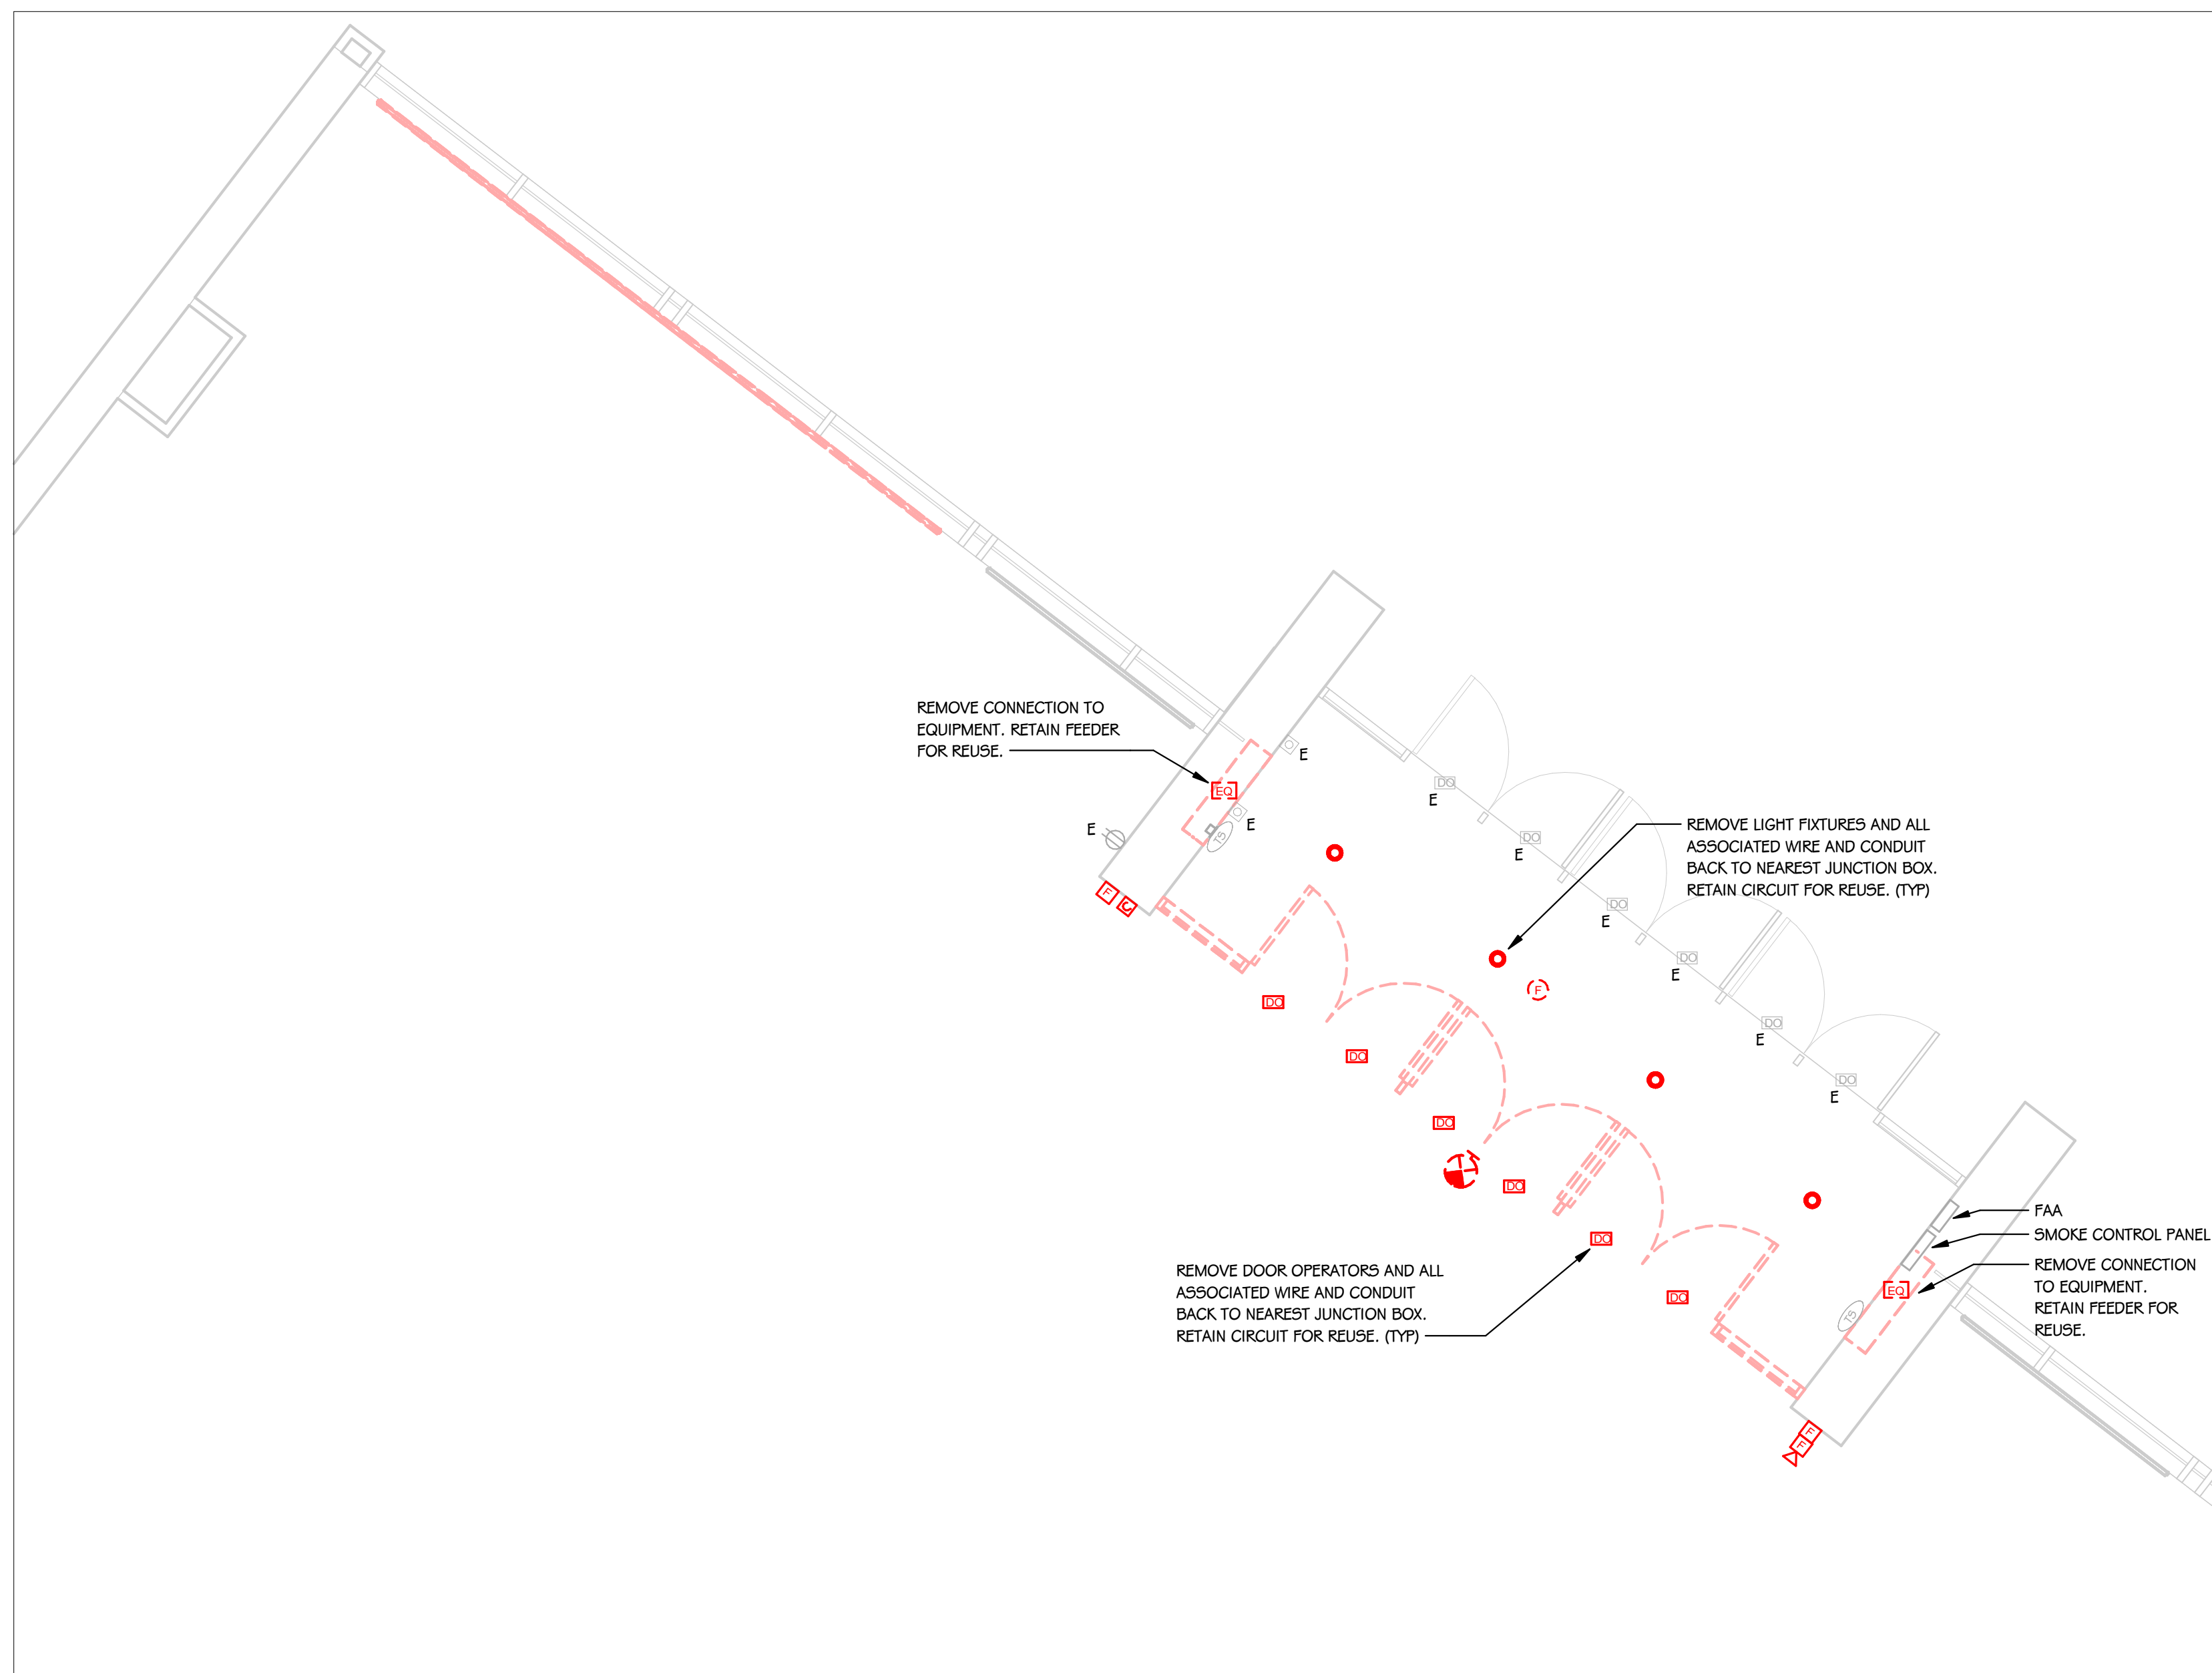 REMOVE CONNECTION TO
EQUIPMENT. RETAIN FEEDER
FOR REUSE.
EQ
E
E
TS
E
F
DO
E
DO
E
DO
E
DO
E
DO
E
DO
E
REMOVE LIGHT FIXTURES AND ALL
ASSOCIATED WIRE AND CONDUIT
BACK TO NEAREST JUNCTION BOX.
RETAIN CIRCUIT FOR REUSE. (TYP)
F
DO
DO
DO
DO
DO
DO
REMOVE DOOR OPERATORS AND ALL
ASSOCIATED WIRE AND CONDUIT
BACK TO NEAREST JUNCTION BOX.
RETAIN CIRCUIT FOR REUSE. (TYP)
FAA
SMOKE CONTROL PANEL
REMOVE CONNECTION
TO EQUIPMENT.
RETAIN FEEDER FOR
REUSE.
EQ
TS
F
F